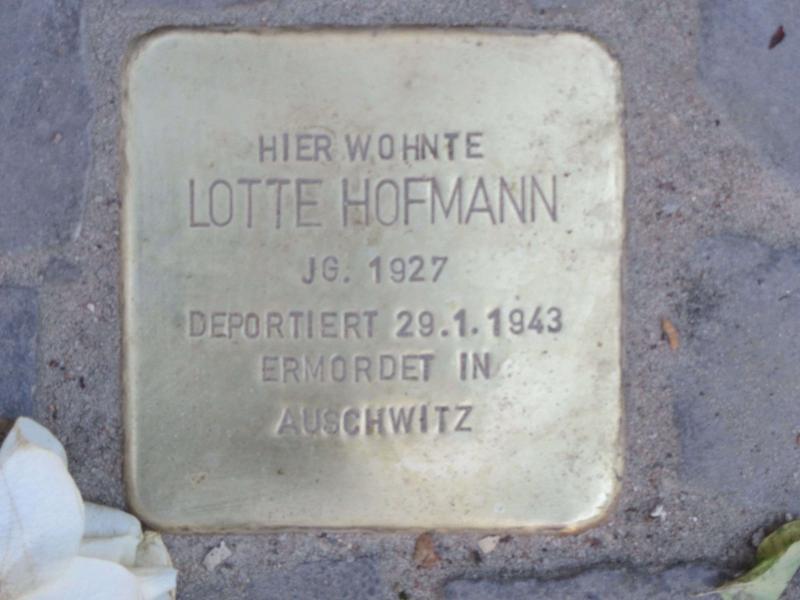 HIER WOHNTE
LOTTE HOFMANN
JG. 1927
DEPORTIERT 29.1.1943
ERMORDET IN
AUSCHWITZ